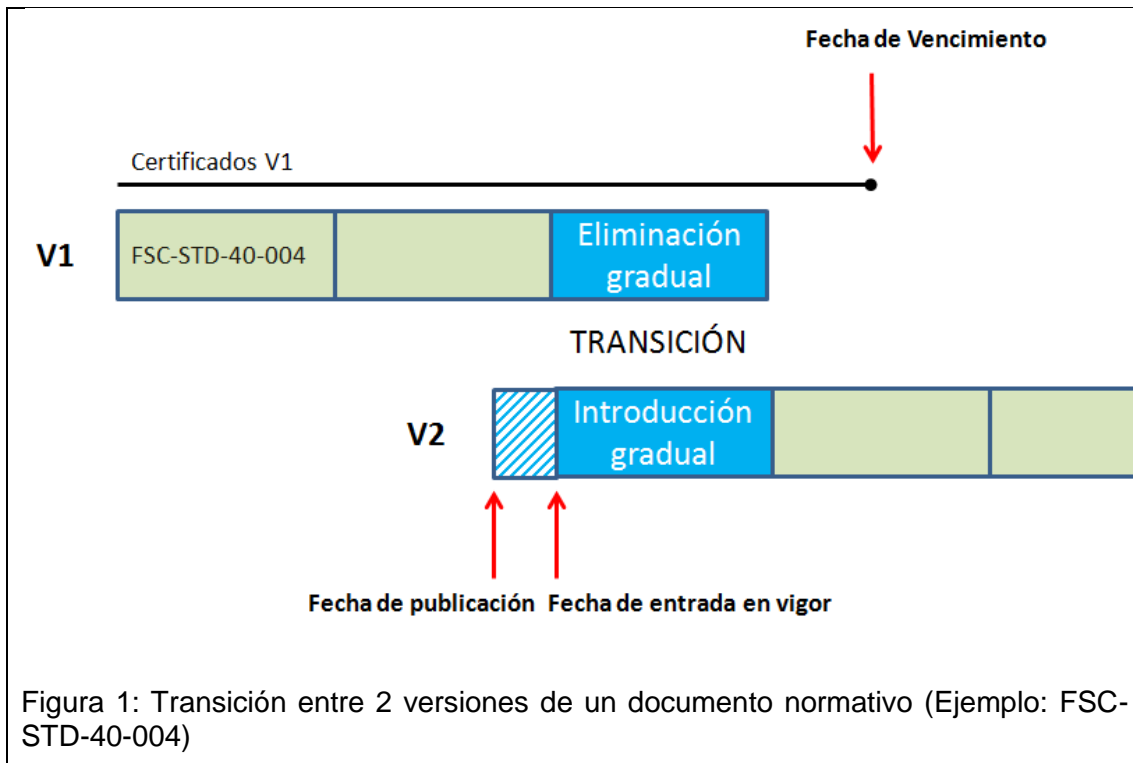 Fecha de Vencimiento
Certificados V1
V1
FSC-STD-40-004
Eliminación
gradual
TRANSICIÓN
V2
Introducción
gradual
Fecha de publicación
Fecha de entrada en vigor
Figura 1: Transición entre 2 versiones de un documento normativo (Ejemplo: FSC-
STD-40-004)